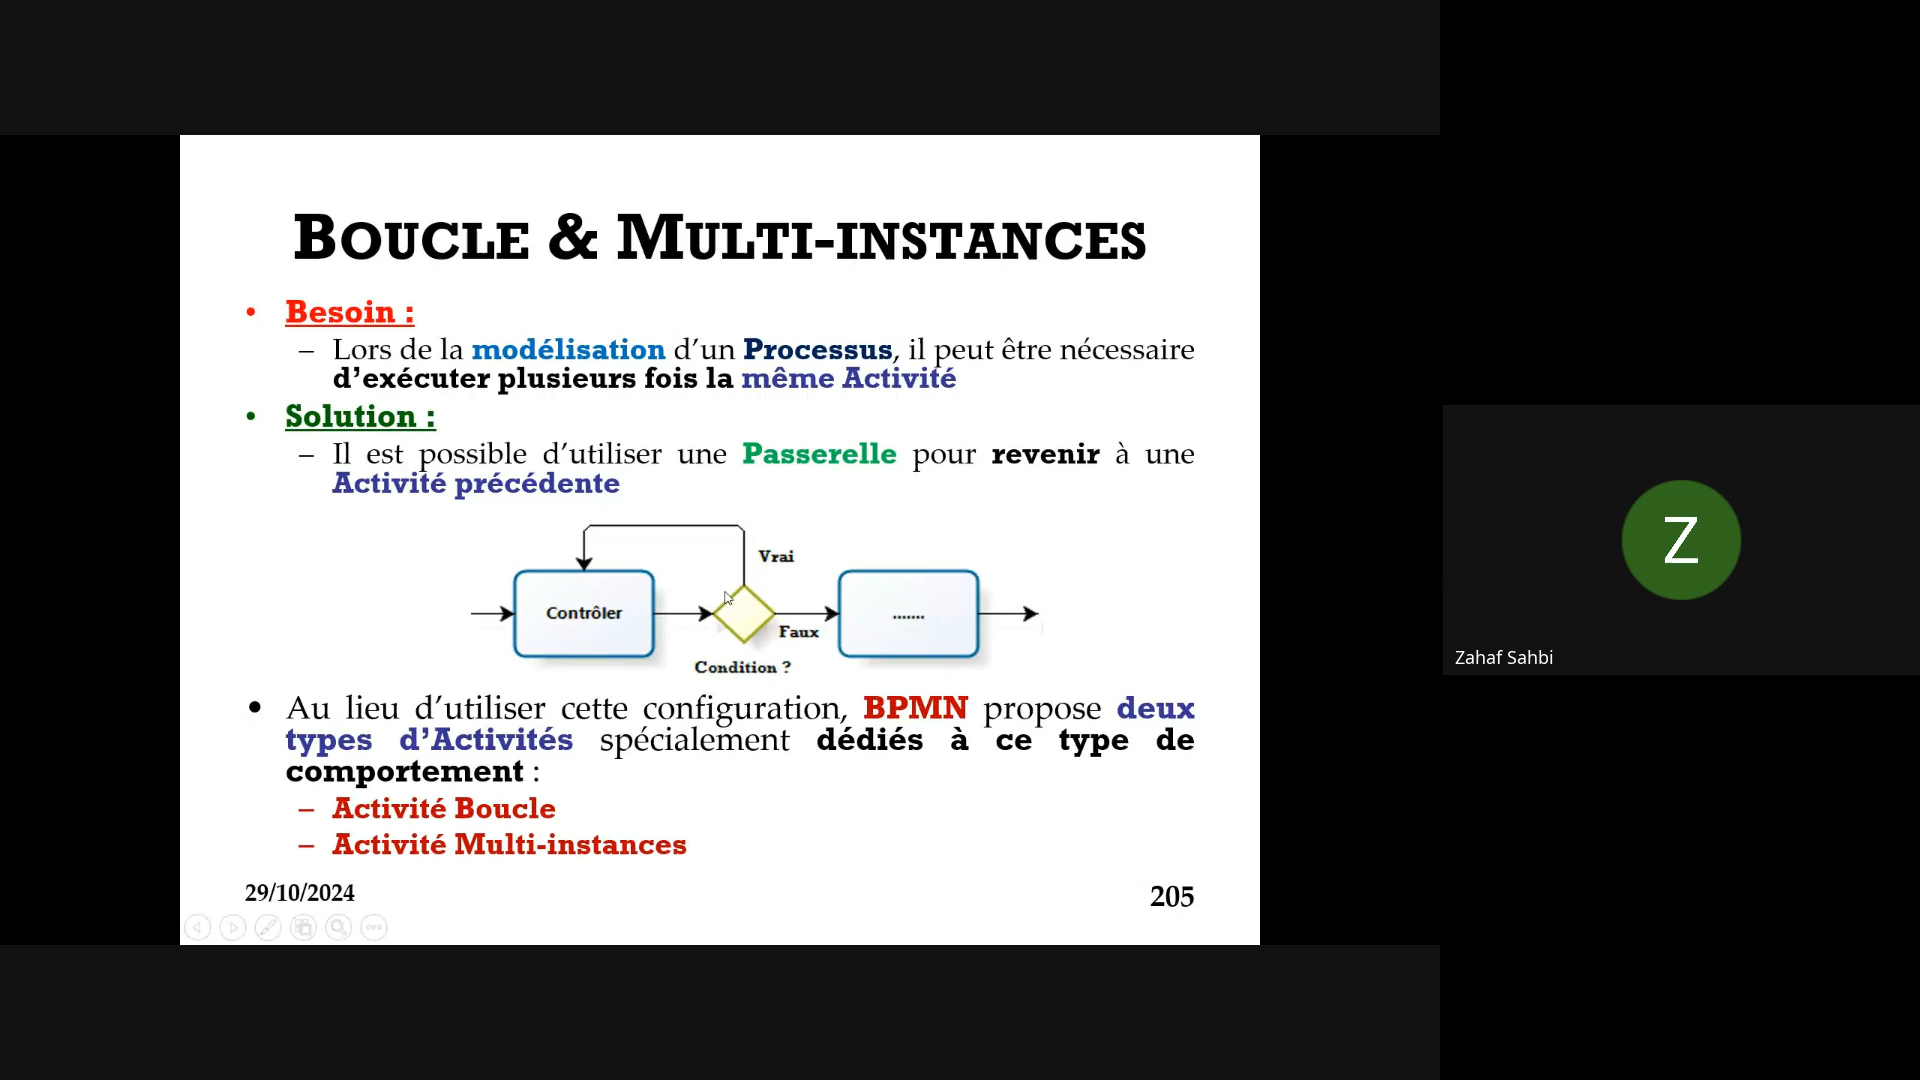 BOUCLE & MULTI-INSTANCES
• Besoin :
– Lors de la modélisation d’un Processus, il peut être nécessaire
d’exécuter plusieurs fois la même Activité
• Solution :
– Il est possible d’utiliser une Passerelle pour revenir à une
Activité précédente
Vrai
Contrôler
.......
Faux
Condition ?
• Au lieu d’utiliser cette configuration, BPMN propose deux
types d’Activités spécialement dédiés à ce type de
comportement :
– Activité Boucle
– Activité Multi-instances
29/10/2024
205
Z
Zahaf Sahbi